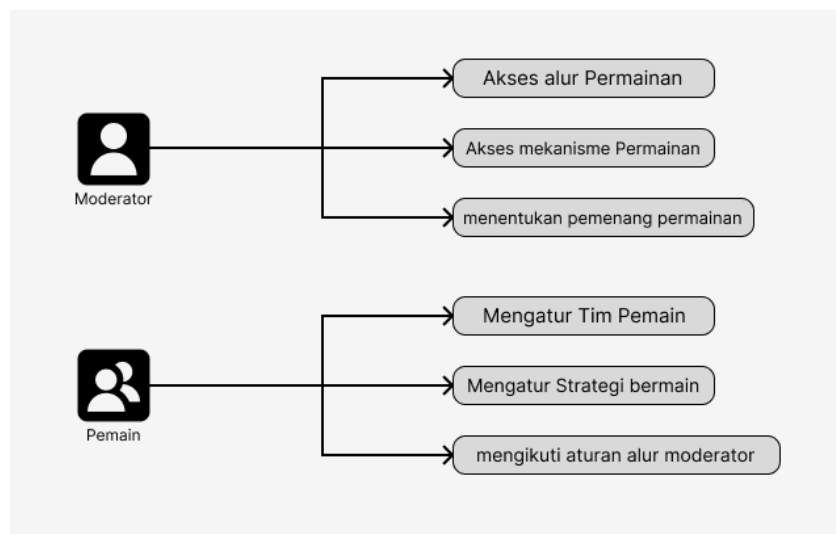 Akses alur Permainan
Akses mekanisme Permainan
Moderator
menentukan pemenang permainan
Mengatur Tim Pemain
Mengatur Strategi bermain
Pemain
mengikuti aturan alur moderator